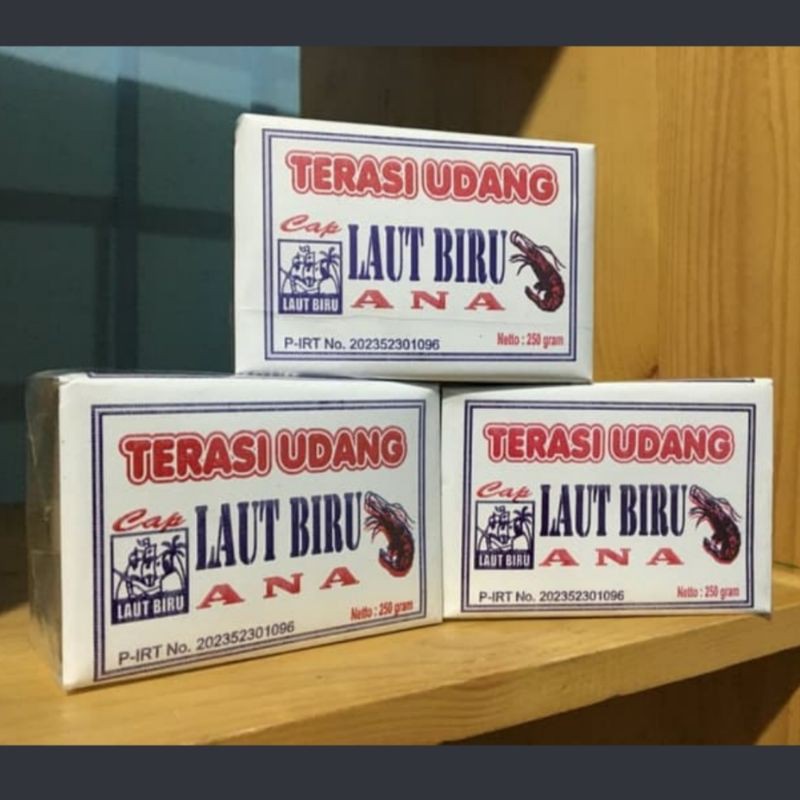 TERASI UDANG
Cap
LAUT BIRU
LAUT BIRU
ANA
P-IRT No. 202352301096
Netto : 250 gram
TERASI UDANG
Cap
LAUT BIRU
LAUT BIRU
ANA
P-IRT No. 202352301096
Netto : 250 gram
TERASI UDANG
Cap
LAUT BIRU
LAUT BIRU
ANA
P-IRT No. 202352301096
Netto : 250 gram